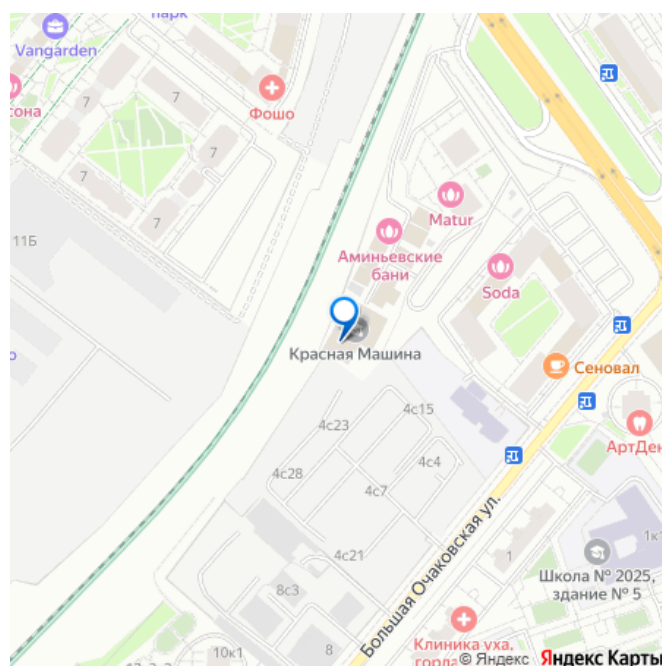 парк
Vangarden
сона
Фошо
7
7
7
7
11Б
Matur
Аминьевские
бани
Soda
Красная Машина
Сеновал
4с15
4с23
АртДен
4с4
4с28
4с7
4с21
Большая Очаковская ул.
1к1
1
Школа № 2025,
здание № 5
8с3
8
10к1
Клиника уха,
горла
© Яндекс Яндекс Карты